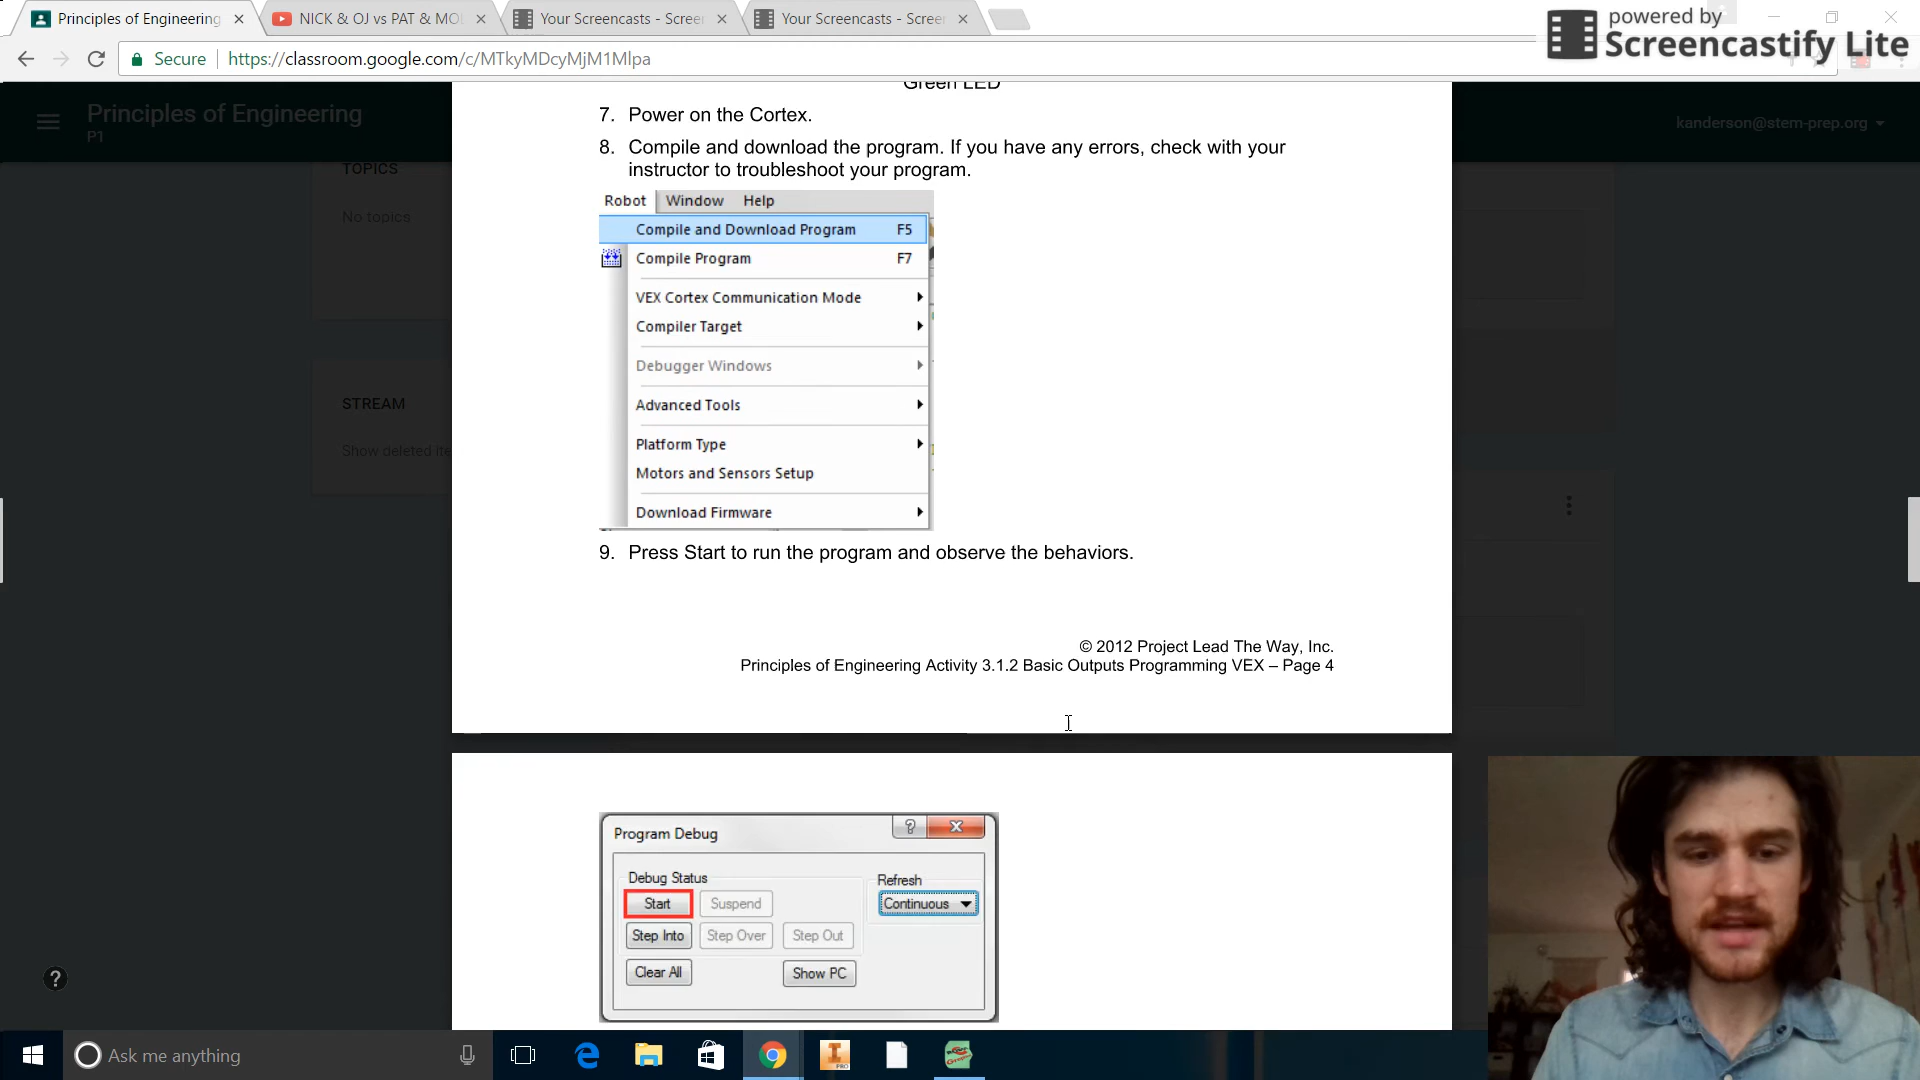 Principles of Engineering
NICK & OJ vs PAT & MO
Your Screencasts - Scree
Your Screencasts - Scree
powered by
Screencastify Lite
Secure
https://classroom.google.com/c/MTkyMDcyMjM1Mlpa
Principles of Engineering
P1
kanderson@stem-prep.org
TOPICS
No topics
STREAM
Show deleted ite
Green LED
7. Power on the Cortex.
8. Compile and download the program. If you have any errors, check with your
instructor to troubleshoot your program.
Robot Window Help
Compile and Download Program F5
Compile Program F7
VEX Cortex Communication Mode
Compiler Target
Debugger Windows
Advanced Tools
Platform Type
Motors and Sensors Setup
Download Firmware
9. Press Start to run the program and observe the behaviors.
© 2012 Project Lead The Way, Inc.
Principles of Engineering Activity 3.1.2 Basic Outputs Programming VEX – Page 4
Program Debug
?
Debug Status
Refresh
Start Suspend
Continuous
Step Into Step Over Step Out
Clear All Show PC
?
Ask me anything
PRO